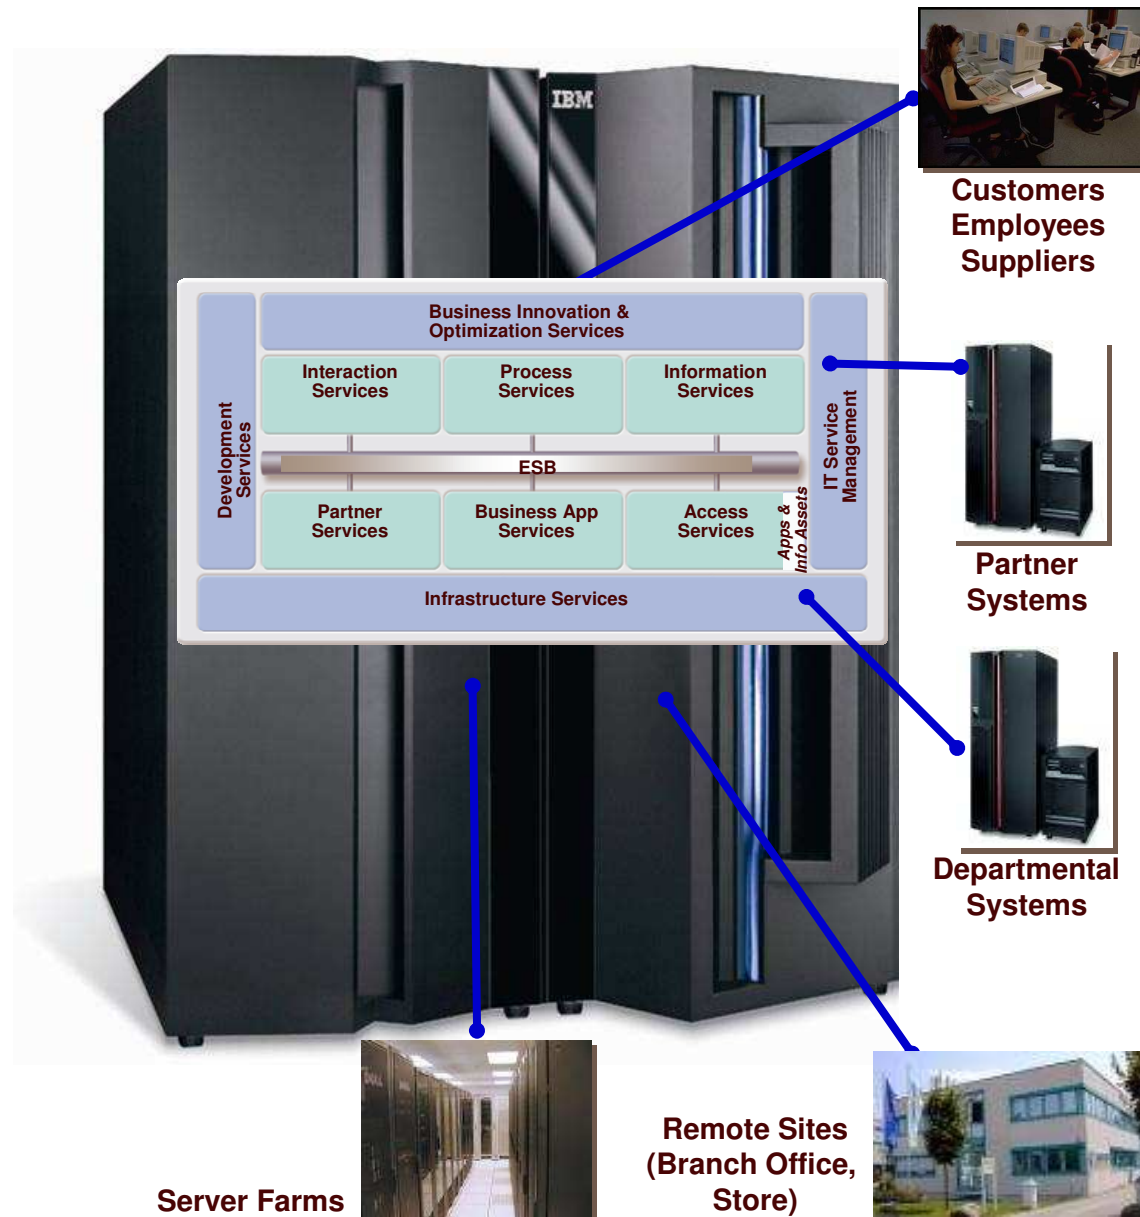 IBM
Customers
Employees
Suppliers
Business Innovation &
Optimization Services
Interaction
Services
Process
Services
Information
Services
Development
Services
IT Service
Management
ESB
Partner
Services
Business App
Services
Access
Services
Apps &
Info Assets
Infrastructure Services
Partner
Systems
Departmental
Systems
Server Farms
Remote Sites
(Branch Office,
Store)